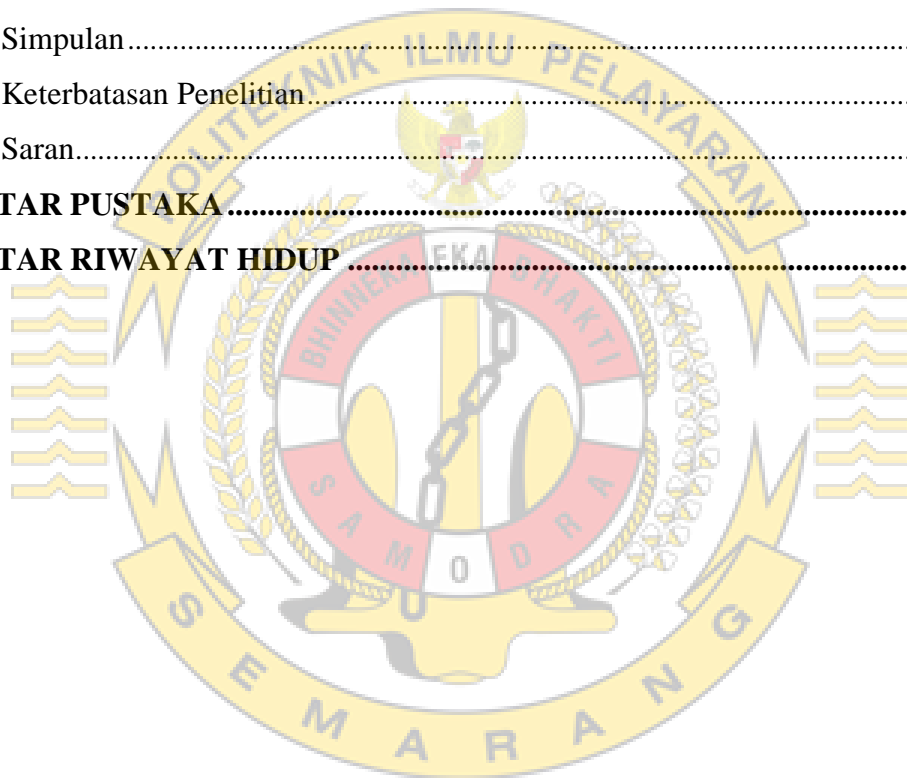 Simpulan........................................................................................................
Keterbatasan Penelitian................................................................................
Saran...............................................................................................................
TAR PUSTAKA..........................................................................................
TAR RIWAYAT HIDUP..........................................................................
POLITEKNIK ILMU PELAYARAN
BHINNEKA EKA BHAKTI
SAMODRA
SEMARANG